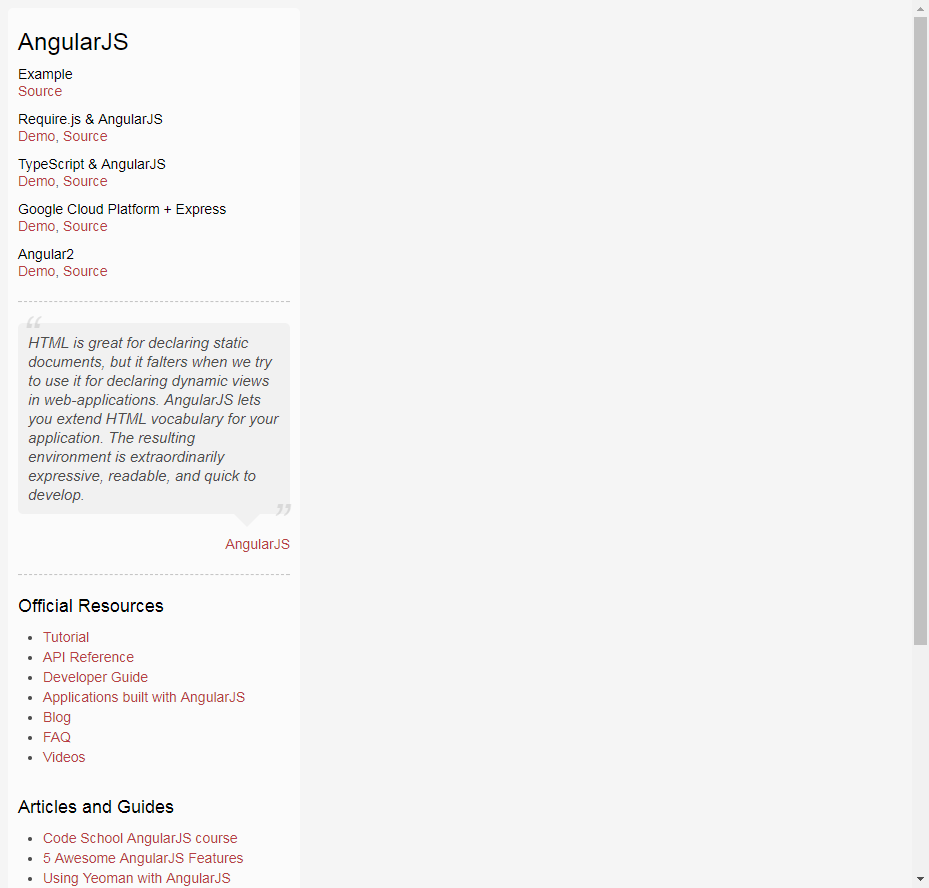 AngularJS
Example
Source
Require.js & AngularJS
Demo, Source
TypeScript & AngularJS
Demo, Source
Google Cloud Platform + Express
Demo, Source
Angular2
Demo, Source
“
HTML is great for declaring static
documents, but it falters when we try
to use it for declaring dynamic views
in web-applications. AngularJS lets
you extend HTML vocabulary for your
application. The resulting
environment is extraordinarily
expressive, readable, and quick to
develop.
”
AngularJS
Official Resources
• Tutorial
• API Reference
• Developer Guide
• Applications built with AngularJS
• Blog
• FAQ
• Videos
Articles and Guides
• Code School AngularJS course
• 5 Awesome AngularJS Features
• Using Yeoman with AngularJS